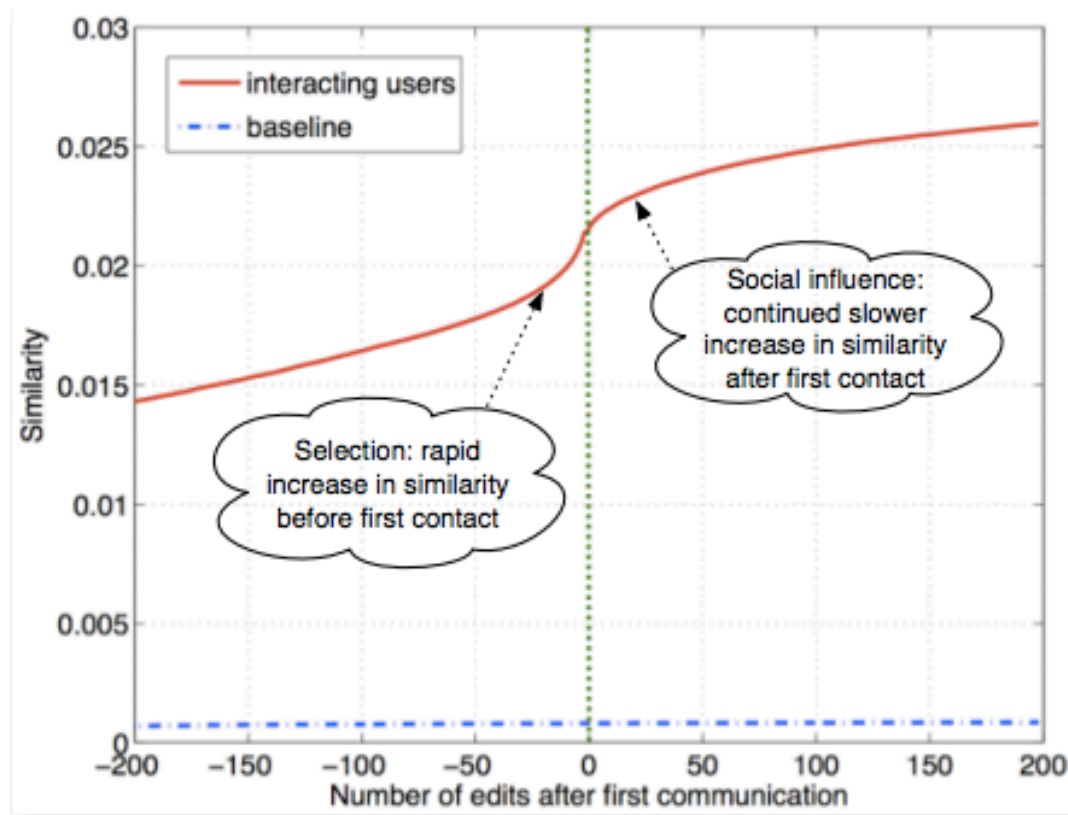 0.03
interacting users
baseline
0.025
0.02
0.015
0.01
0.005
0
Similarity
Social influence:
continued slower
increase in similarity
after first contact
Selection: rapid
increase in similarity
before first contact
−200 −150 −100 −50 0 50 100 150 200
Number of edits after first communication